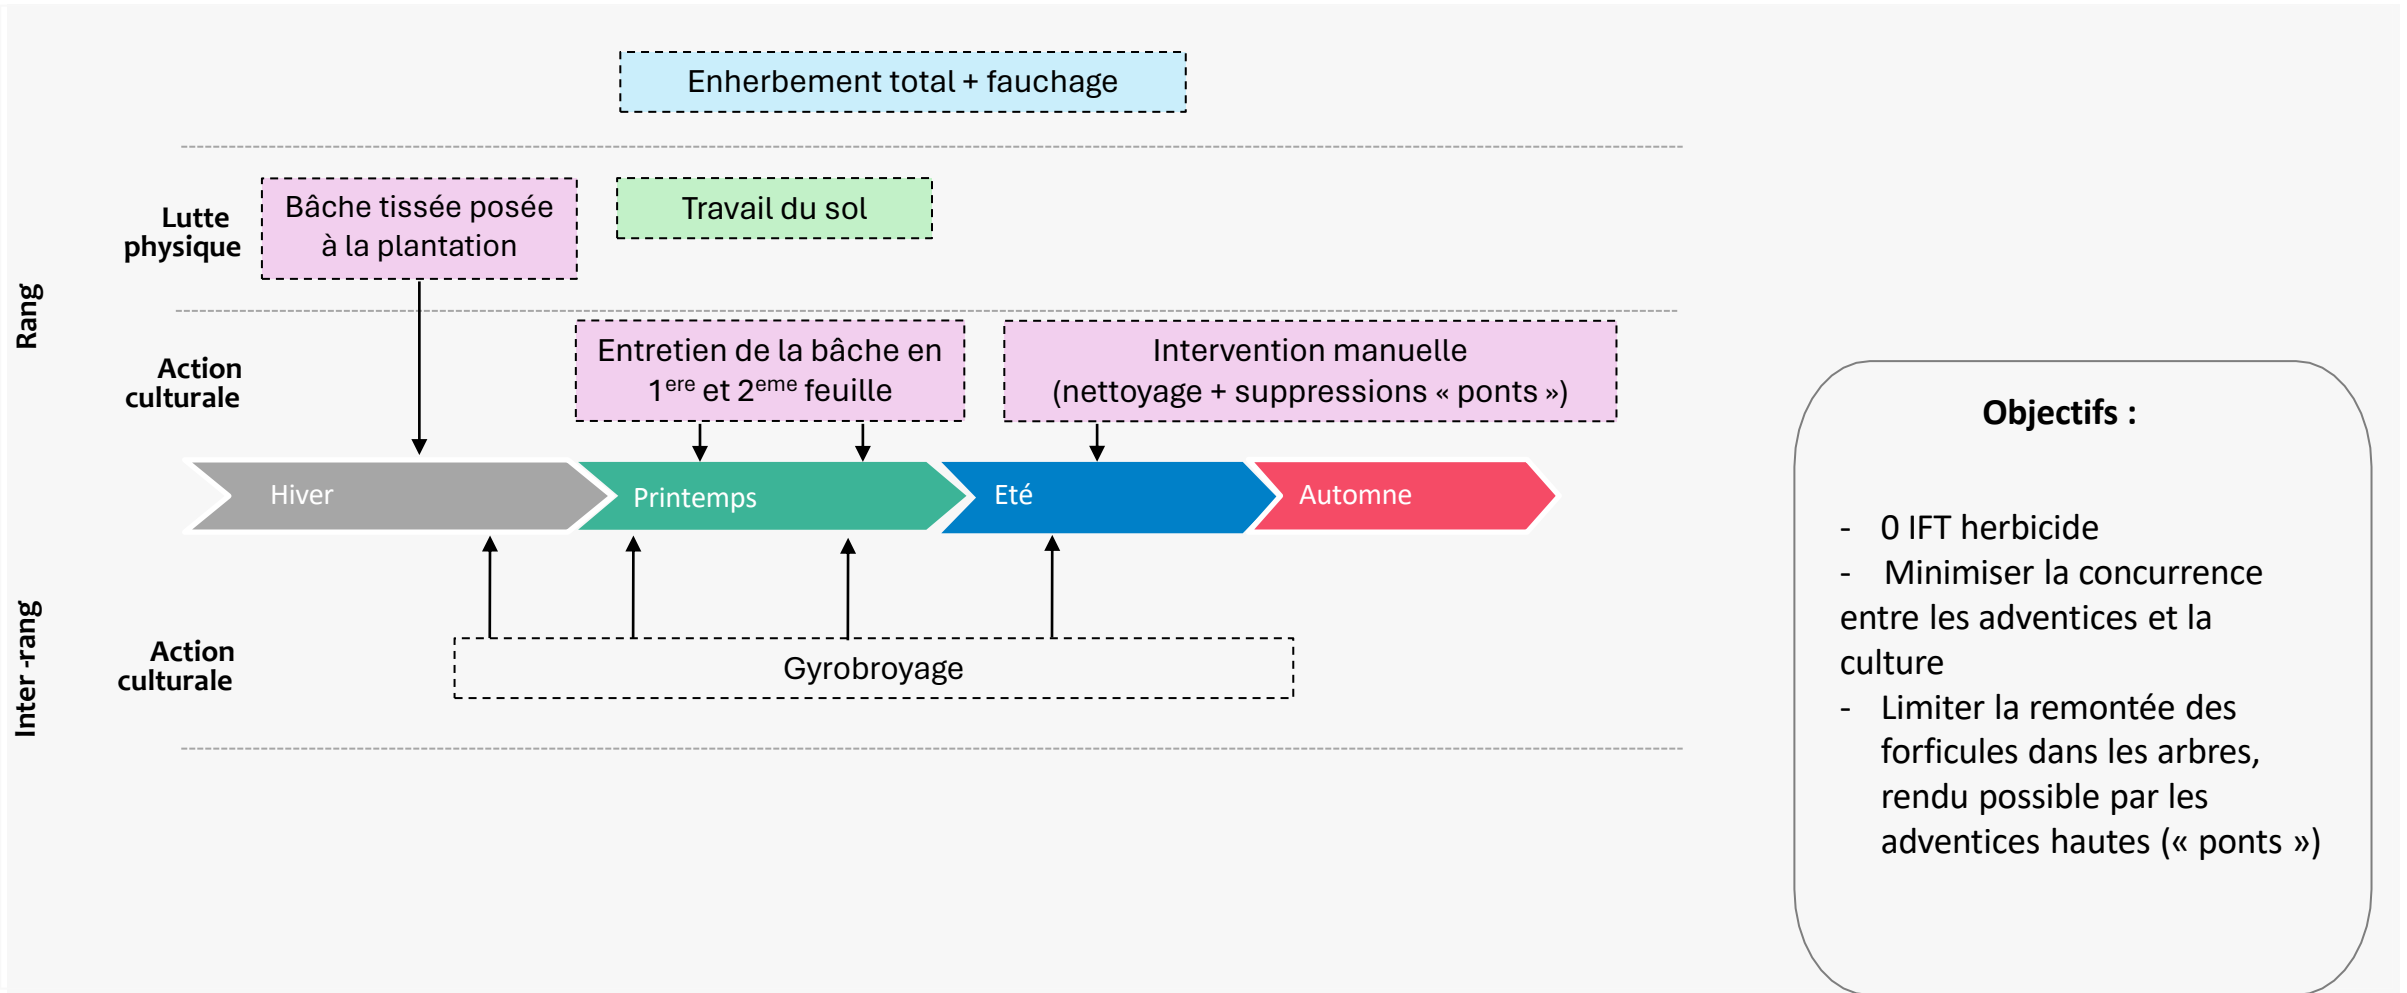 Enherbement total + fauchage
Rang
Lutte
physique
Bâche tissée posée
à la plantation
Travail du sol
Action
culturale
Entretien de la bâche en
1ere et 2eme feuille
Intervention manuelle
(nettoyage + suppressions « ponts »)
Hiver
Printemps
Eté
Automne
Inter -rang
Action
culturale
Gyrobroyage
Objectifs :
- 0 IFT herbicide
- Minimiser la concurrence
entre les adventices et la
culture
- Limiter la remontée des
forficules dans les arbres,
rendu possible par les
adventices hautes (« ponts »)